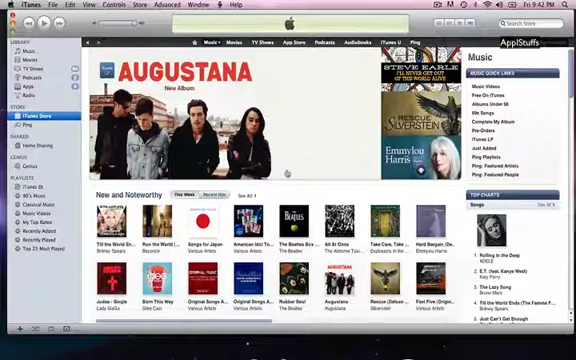 iTunes File Edit View Controls Store Advanced Window Help
Fri 9:42 PM
Search Store
ApplStuffs
Music Movies TV Shows App Store Podcasts Audiobooks iTunes U Ping
LIBRARY
Music
Movies
TV Shows
Podcasts
Apps
Radio
STORE
iTunes Store
Ping
SHARED
Home Sharing
GENIUS
Genius
PLAYLISTS
iTunes DJ
90's Music
Classical Music
Music Videos
My Top Rated
Recently Added
Recently Played
Top 25 Most Played
AUGUSTANA
New Album
STEVE EARLE
I'LL NEVER GET OUT
OF THIS WORLD ALIVE
RESCUE
SILVERSTEIN
Emmylou
Harris
Music
MUSIC QUICK LINKS
Music Videos
Free On iTunes
Albums Under $8
69¢ Songs
Complete My Album
Pre-Orders
iTunes LP
Just Added
Ping Playlists
Ping: Featured Artists
Ping: Featured People
New and Noteworthy This Week Recent Hits See All
Till the World En...
Britney Spears
Run the World ...
Beyoncé
Songs for Japan
Various Artists
American Idol To...
Various Artists
The Beatles Box ...
The Beatles
All At Once
The Airborne Toxi...
Take Care, Take ...
Explosions in the ...
Hard Bargain (De...
Emmylou Harris
Judas - Single
Lady GaGa
Born This Way
Glee Cast
Original Songs A...
Various Artists
Original Songs A...
Various Artists
Rubber Soul
The Beatles
Augustana
Augustana
Rescue (Deluxe ...
Silverstein
Fast Five (Origin...
Various Artists
TOP CHARTS
Songs See All
1. Rolling in the Deep
ADELE
2. E.T. (feat. Kanye West)
Katy Perry
3. The Lazy Song
Bruno Mars
4. Till the World Ends (The Femme F...
Britney Spears
5. Just Can't Get Enough